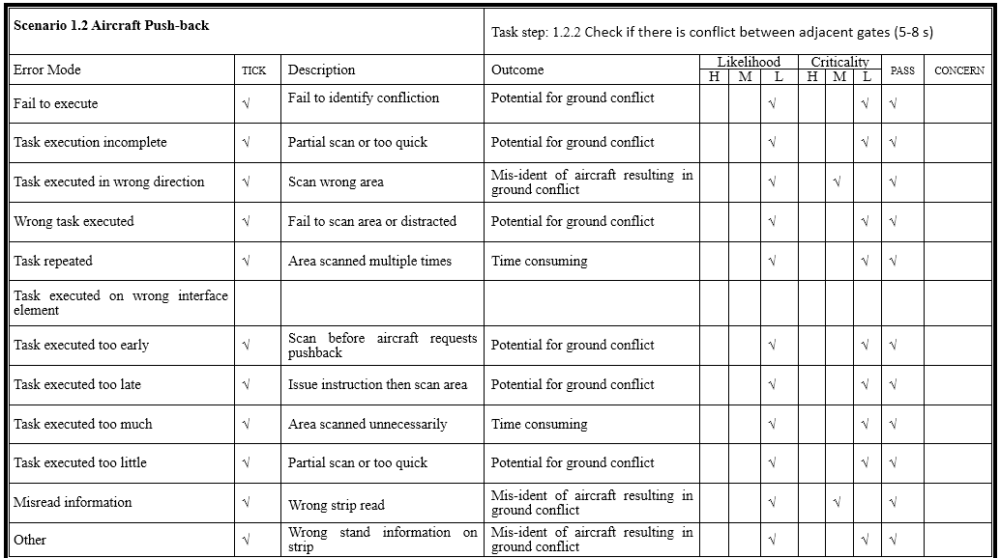 Scenario 1.2 Aircraft Push-back
Task step: 1.2.2 Check if there is conflict between adjacent gates (5-8 s)
Error Mode TICK Description Outcome Likelihood Criticality PASS CONCERN
H M L H M L
Fail to execute √ Fail to identify confliction Potential for ground conflict √ √ √
Task execution incomplete √ Partial scan or too quick Potential for ground conflict √ √ √
Task executed in wrong direction √ Scan wrong area Mis-ident of aircraft resulting in
ground conflict √ √ √
Wrong task executed √ Fail to scan area or distracted Potential for ground conflict √ √ √
Task repeated √ Area scanned multiple times Time consuming √ √ √
Task executed on wrong interface
element
Task executed too early √ Scan before aircraft requests
pushback Potential for ground conflict √ √ √
Task executed too late √ Issue instruction then scan area Potential for ground conflict √ √ √
Task executed too much √ Area scanned unnecessarily Time consuming √ √ √
Task executed too little √ Partial scan or too quick Potential for ground conflict √ √ √
Misread information √ Wrong strip read Mis-ident of aircraft resulting in
ground conflict √ √ √
Other √ Wrong stand information on
strip Mis-ident of aircraft resulting in
ground conflict √ √ √